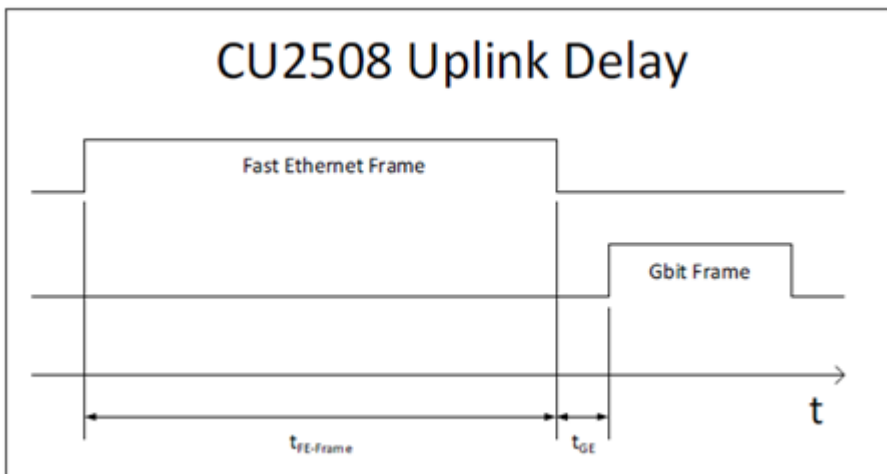 CU2508 Uplink Delay
Fast Ethernet Frame
Gbit Frame
t
tFE-Frame
tGE